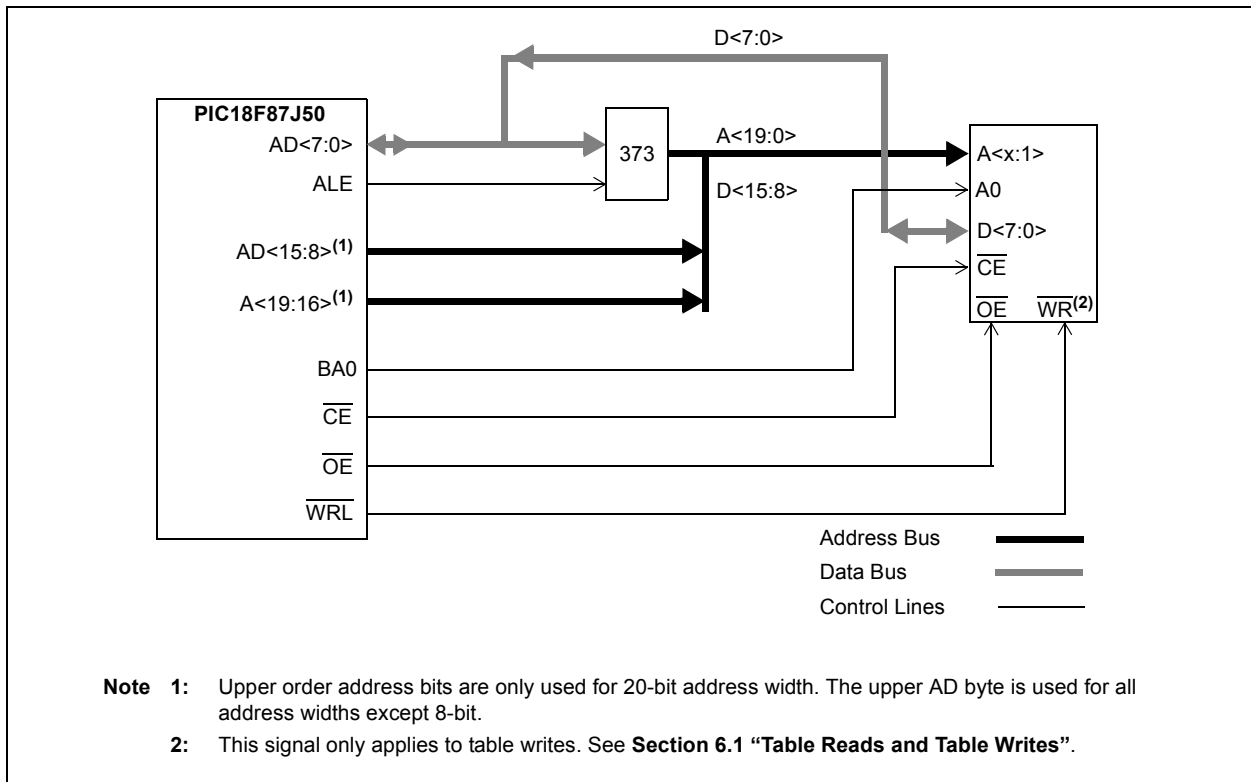 D<7:0>
PIC18F87J50
AD<7:0>
373
A<19:0>
A<x:1>
ALE
D<15:8>
A0
AD<15:8>(1)
D<7:0>
CE
A<19:16>(1)
OE WR(2)
BA0
CE
OE
WRL
Address Bus
Data Bus
Control Lines
Note 1: Upper order address bits are only used for 20-bit address width. The upper AD byte is used for all
address widths except 8-bit.
2: This signal only applies to table writes. See Section 6.1 “Table Reads and Table Writes”.